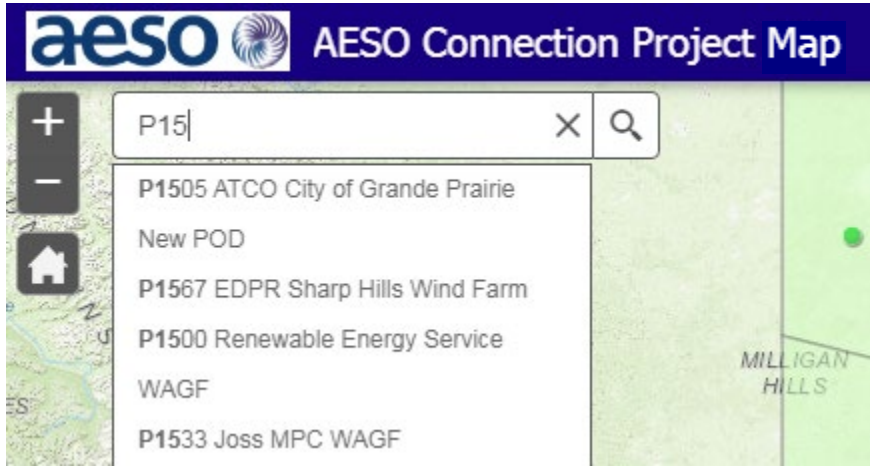 aeso AESO Connection Project Map
+
P15
−
P1505 ATCO City of Grande Prairie
New POD
P1567 EDPR Sharp Hills Wind Farm
P1500 Renewable Energy Service
WAGF
P1533 Joss MPC WAGF
MILLIGAN
HILLS
N
S
ES